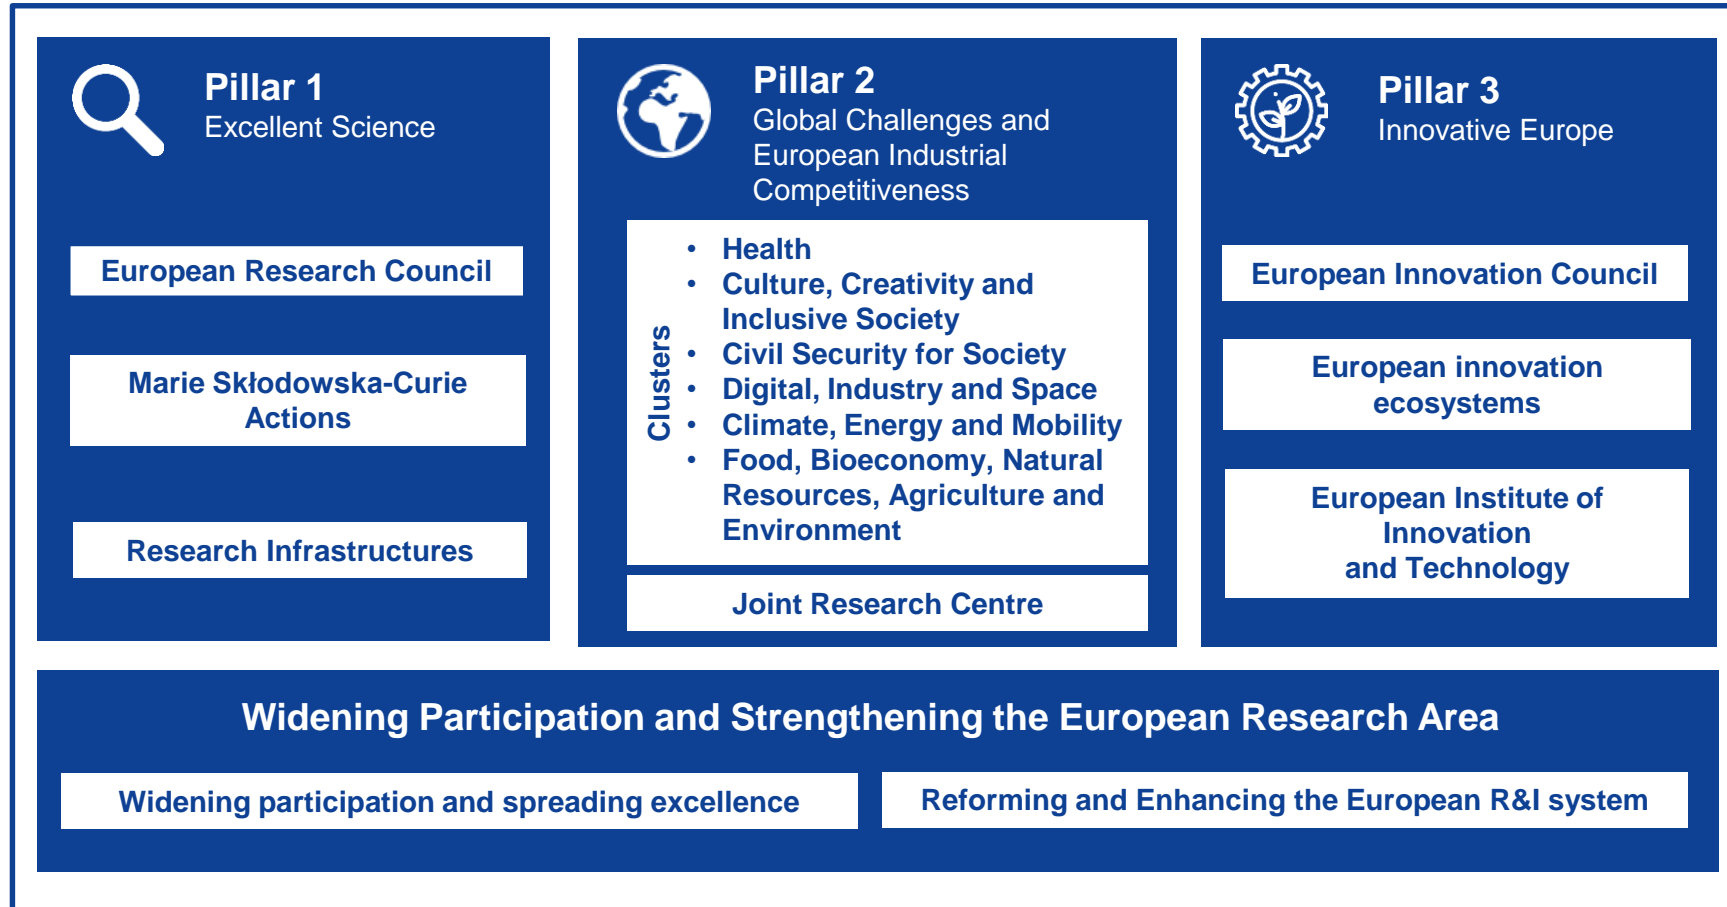 Pillar 1
Excellent Science
European Research Council
Marie Skłodowska-Curie
Actions
Research Infrastructures
Pillar 2
Global Challenges and
European Industrial
Competitiveness
Clusters
• Health
• Culture, Creativity and
Inclusive Society
• Civil Security for Society
• Digital, Industry and Space
• Climate, Energy and Mobility
• Food, Bioeconomy, Natural
Resources, Agriculture and
Environment
Joint Research Centre
Pillar 3
Innovative Europe
European Innovation Council
European innovation
ecosystems
European Institute of
Innovation
and Technology
Widening Participation and Strengthening the European Research Area
Widening participation and spreading excellence
Reforming and Enhancing the European R&I system